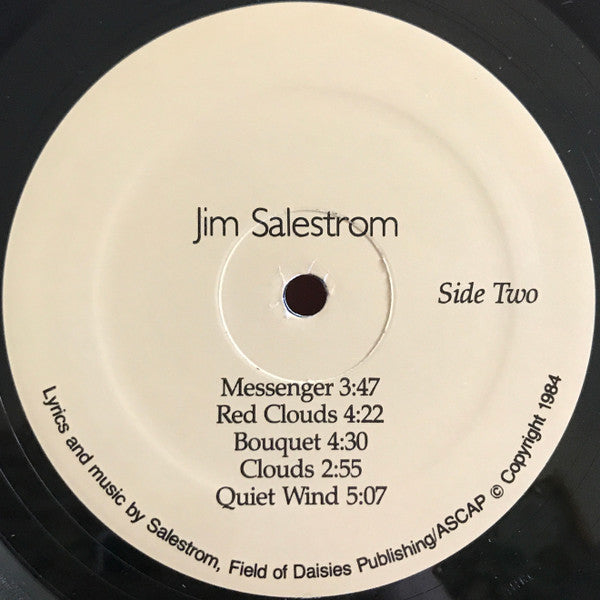 Jim Salestrom
Side Two
Messenger 3:47
Red Clouds 4:22
Bouquet 4:30
Clouds 2:55
Quiet Wind 5:07
Lyrics and music by Salestrom, Field of Daisies Publishing/ASCAP © Copyright 1984